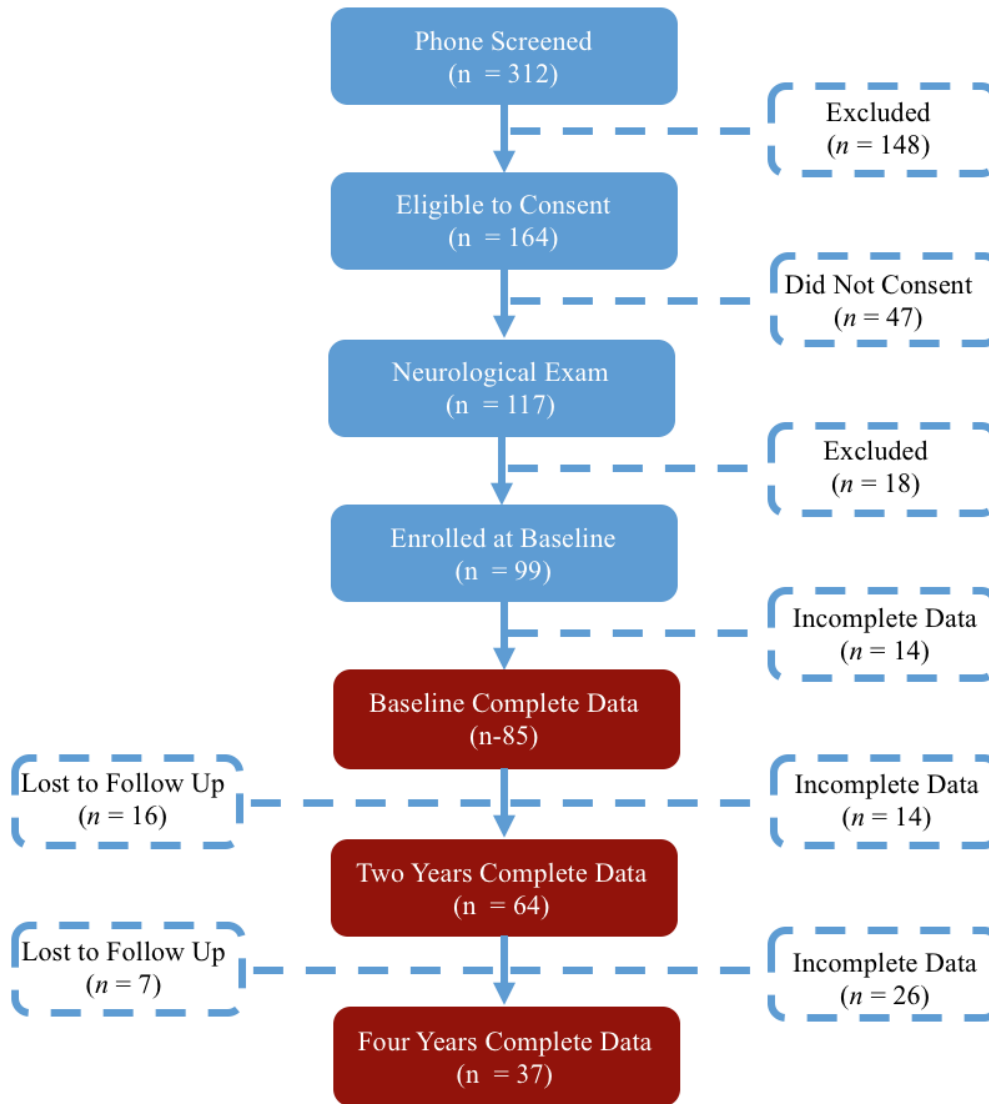 Phone Screened
(n = 312)
Excluded
(n = 148)
Eligible to Consent
(n = 164)
Did Not Consent
(n = 47)
Neurological Exam
(n = 117)
Excluded
(n = 18)
Enrolled at Baseline
(n = 99)
Incomplete Data
(n = 14)
Baseline Complete Data
(n-85)
Lost to Follow Up
(n = 16)
Incomplete Data
(n = 14)
Two Years Complete Data
(n = 64)
Lost to Follow Up
(n = 7)
Incomplete Data
(n = 26)
Four Years Complete Data
(n = 37)